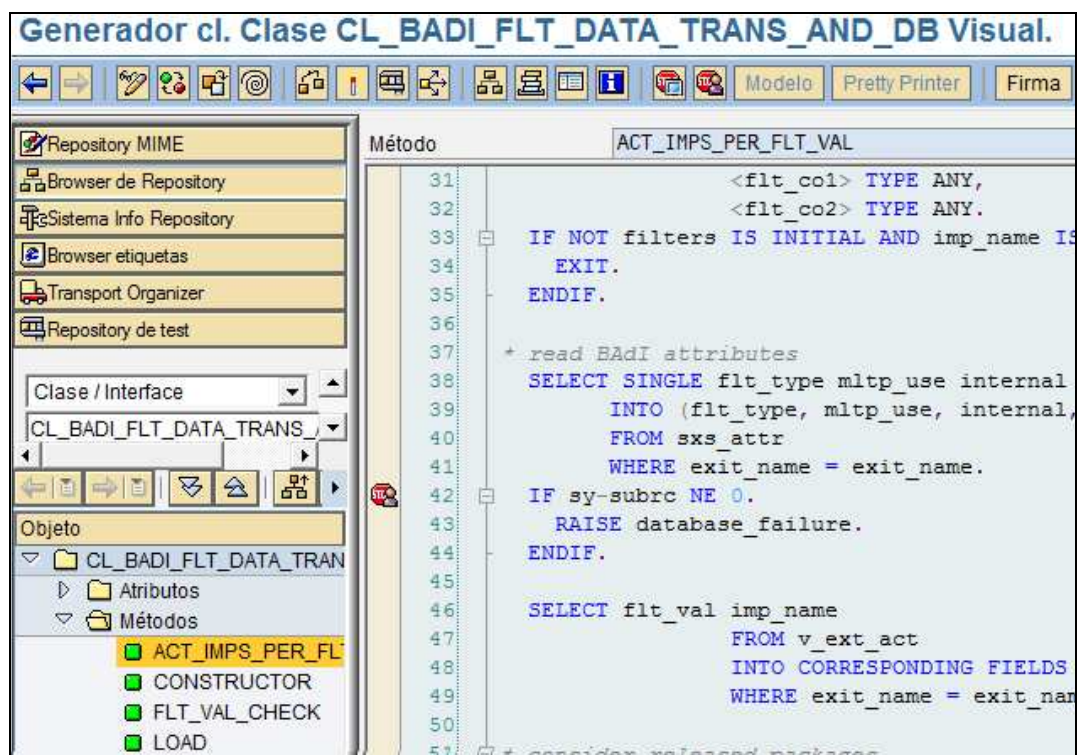 Generador cl. Clase CL_BADI_FLT_DATA_TRANS_AND_DB Visual.
Modelo Pretty Printer Firma
Repository MIME
Browser de Repository
Sistema Info Repository
Browser etiquetas
Transport Organizer
Repository de test
Clase / Interface
CL_BADI_FLT_DATA_TRANS_
Objeto
CL_BADI_FLT_DATA_TRAN
Atributos
Métodos
ACT_IMPS_PER_FL
CONSTRUCTOR
FLT_VAL_CHECK
LOAD
Método ACT_IMPS_PER_FLT_VAL
31 <flt_co1> TYPE ANY,
32 <flt_co2> TYPE ANY.
33 IF NOT filters IS INITIAL AND imp_name IS
34 EXIT.
35 ENDIF.
36
37 * read BAdI attributes
38 SELECT SINGLE flt_type mltp_use internal
39 INTO (flt_type, mltp_use, internal,
40 FROM sxs_attr
41 WHERE exit_name = exit_name.
42 IF sy-subrc NE 0.
43 RAISE database_failure.
44 ENDIF.
45
46 SELECT flt_val imp_name
47 FROM v_ext_act
48 INTO CORRESPONDING FIELDS
49 WHERE exit_name = exit_nam
50
51 * consider released packages